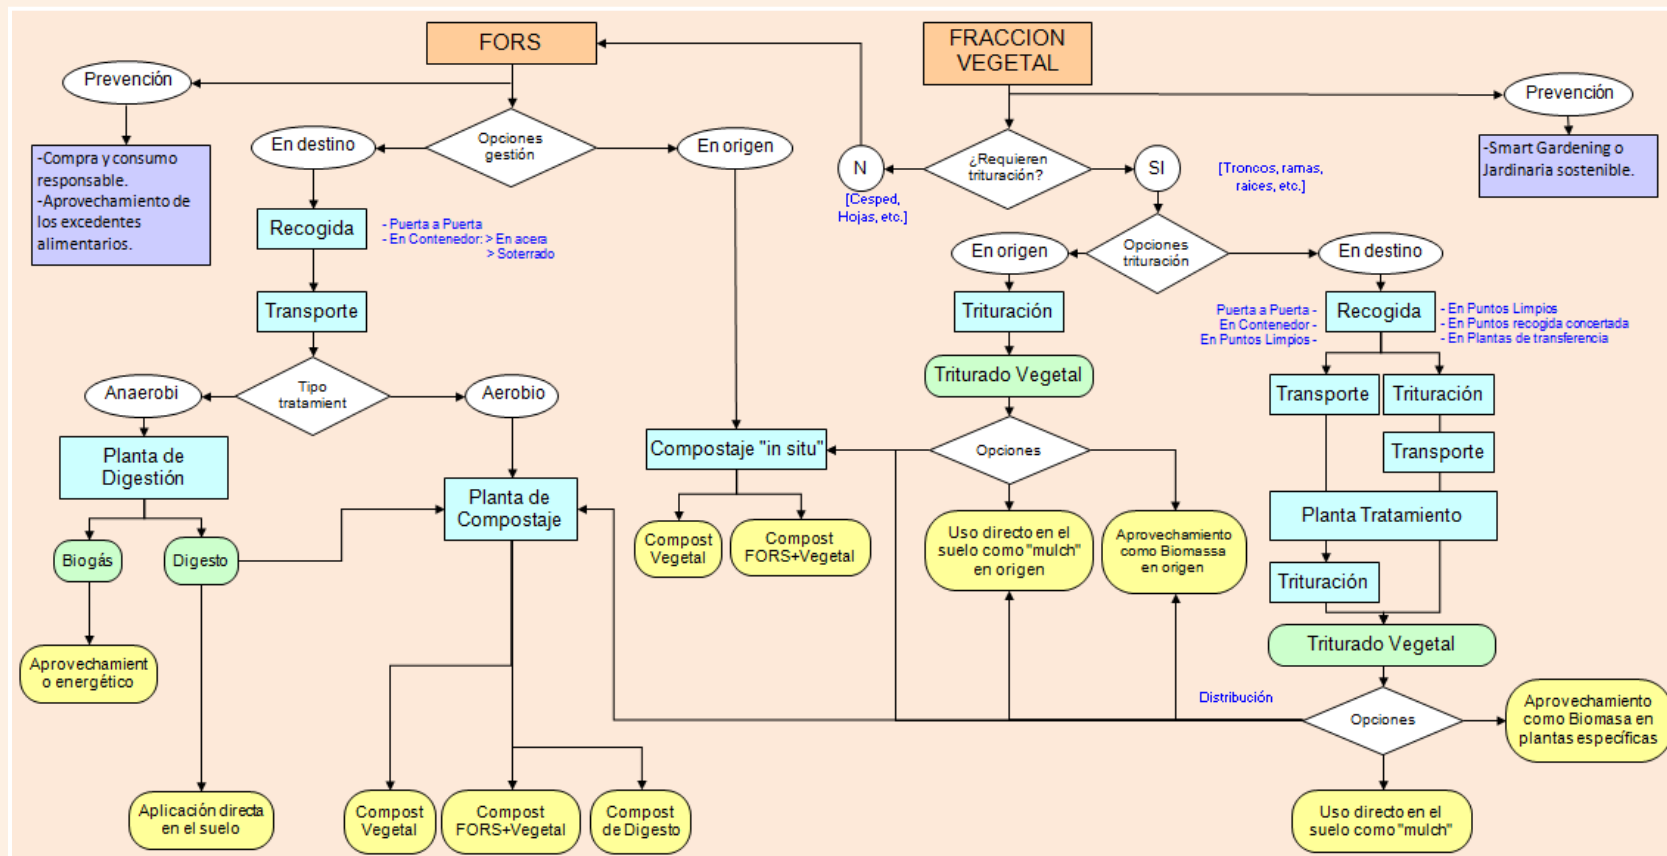 FORS
FRACCION
VEGETAL
Prevención
-Compra y consumo
responsable.
-Aprovechamiento de
los excedentes
alimentarios.
En destino
Opciones
gestión
En origen
N
[Cesped,
Hojas, etc.]
¿Requieren
trituración?
SI
[Troncos, ramas,
raices, etc.]
Prevención
-Smart Gardening o
Jardinaria sostenible.
Recogida
- Puerta a Puerta
- En Contenedor: > En acera
> Soterrado
Transporte
Tipo
tratamient
Anaerobi
Aerobio
Planta de
Digestión
Biogás
Digesto
Aprovechamient
o energético
Aplicación directa
en el suelo
Planta de
Compostaje
Compost
Vegetal
Compost
FORS+Vegetal
Compost
de Digesto
Compostaje "in situ"
Compost
Vegetal
Compost
FORS+Vegetal
En origen
Opciones
trituración
En destino
Trituración
Triturado Vegetal
Opciones
Uso directo en el
suelo como "mulch"
en origen
Aprovechamiento
como Biomassa
en origen
Puerta a Puerta -
En Contenedor -
En Puntos Limpios -
Recogida
- En Puntos Limpios
- En Puntos recogida concertada
- En Plantas de transferencia
Transporte
Trituración
Transporte
Planta Tratamiento
Trituración
Triturado Vegetal
Distribución
Opciones
Aprovechamiento
como Biomasa en
plantas específicas
Uso directo en el
suelo como "mulch"